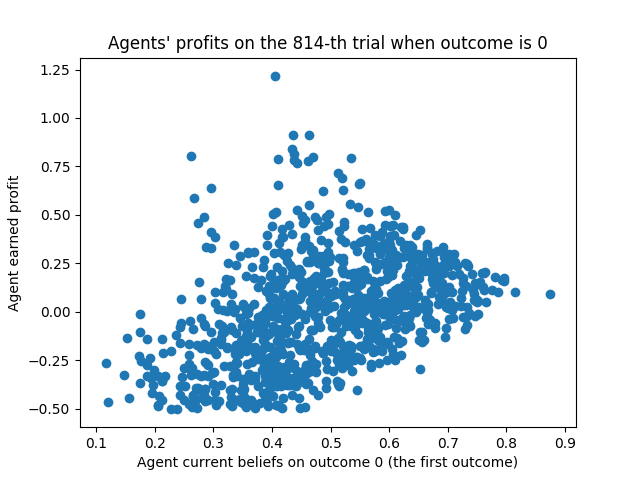 Agents' profits on the 814-th trial when outcome is 0
1.25
1.00
0.75
0.50
0.25
0.00
−0.25
−0.50
Agent earned profit
0.1 0.2 0.3 0.4 0.5 0.6 0.7 0.8 0.9
Agent current beliefs on outcome 0 (the first outcome)